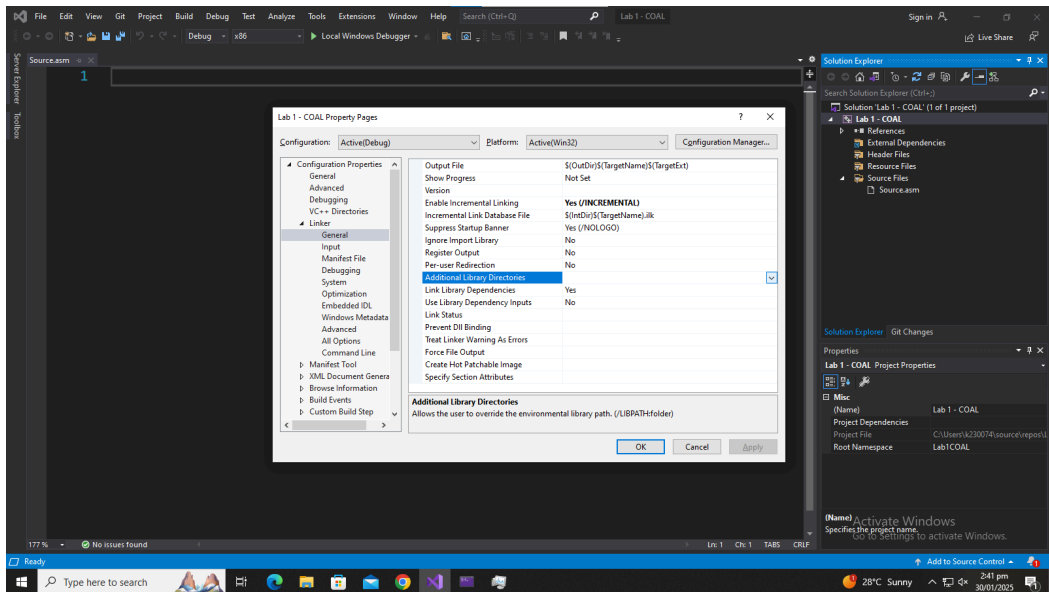 File Edit View Git Project Build Debug Test Analyze Tools Extensions Window Help Search (Ctrl+Q) Lab 1 - COAL Sign in
Debug x86 Local Windows Debugger Live Share
Server Explorer
Toolbox
Source.asm
1
Lab 1 - COAL Property Pages ? X
Configuration: Active(Debug) Platform: Active(Win32) Configuration Manager...
Configuration Properties
General
Advanced
Debugging
VC++ Directories
Linker
General
Input
Manifest File
Debugging
System
Optimization
Embedded IDL
Windows Metadata
Advanced
All Options
Command Line
Manifest Tool
XML Document Genera
Browse Information
Build Events
Custom Build Step
Output File $(OutDir)$(TargetName)$(TargetExt)
Show Progress Not Set
Version
Enable Incremental Linking Yes (/INCREMENTAL)
Incremental Link Database File $(IntDir)$(TargetName).ilk
Suppress Startup Banner Yes (/NOLOGO)
Ignore Import Library No
Register Output No
Per-user Redirection No
Additional Library Directories
Link Library Dependencies Yes
Use Library Dependency Inputs No
Link Status
Prevent Dll Binding
Treat Linker Warning As Errors
Force File Output
Create Hot Patchable Image
Specify Section Attributes
Additional Library Directories
Allows the user to override the environmental library path. (/LIBPATH:folder)
OK Cancel Apply
Solution Explorer
Search Solution Explorer (Ctrl+;)
Solution 'Lab 1 - COAL' (1 of 1 project)
Lab 1 - COAL
References
External Dependencies
Header Files
Resource Files
Source Files
Source.asm
Solution Explorer Git Changes
Properties
Lab 1 - COAL Project Properties
Misc
(Name) Lab 1 - COAL
Project Dependencies
Project File C:\Users\k230074\source\repos\L
Root Namespace Lab1COAL
(Name)
Specifies the project name.
Activate Windows
Go to Settings to activate Windows.
177 % No issues found Ln: 1 Ch: 1 TABS CRLF
Ready Add to Source Control 1
Type here to search 28°C Sunny 2:41 pm
30/01/2025 1